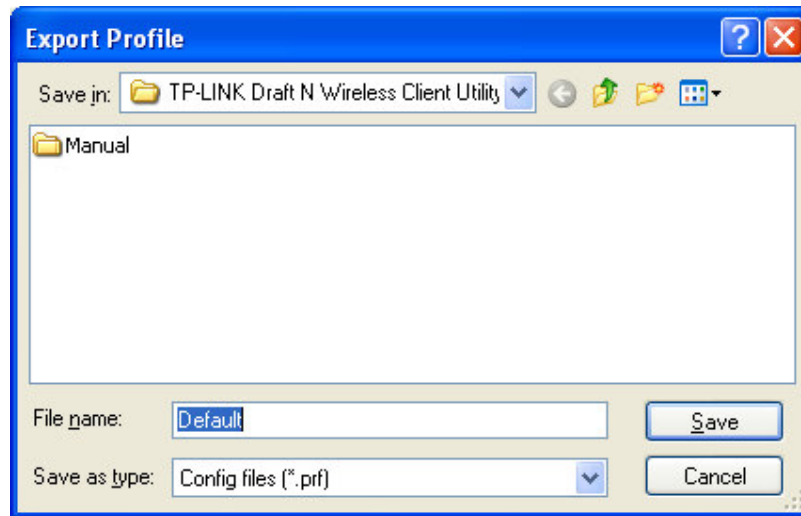 Export Profile
Save in: TP-LINK Draft N Wireless Client Utility
Manual
File name: Default Save
Save as type: Config files (*.prf) Cancel